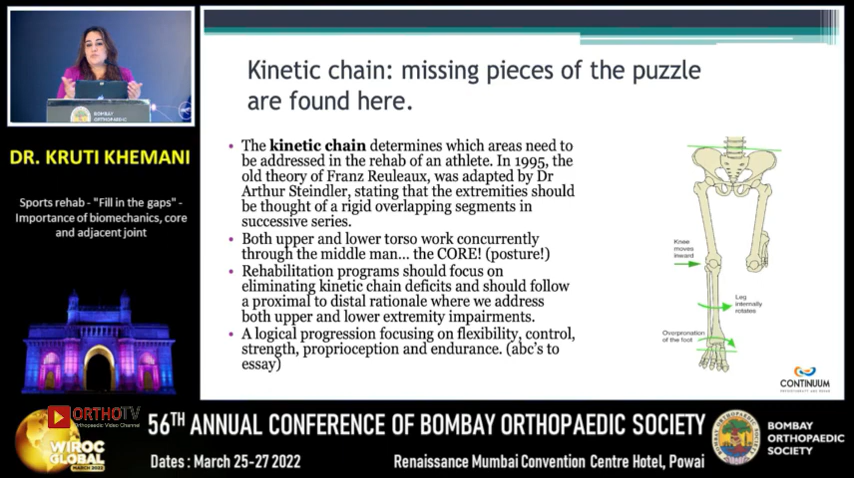 BOMBAY
ORTHOPAEDIC
DR. KRUTI KHEMANI
Sports rehab - "Fill in the gaps" -
Importance of biomechanics, core
and adjacent joint
Kinetic chain: missing pieces of the puzzle
are found here.
• The kinetic chain determines which areas need to
be addressed in the rehab of an athlete. In 1995, the
old theory of Franz Reuleaux, was adapted by Dr
Arthur Steindler, stating that the extremities should
be thought of a rigid overlapping segments in
successive series.
• Both upper and lower torso work concurrently
through the middle man... the CORE! (posture!)
• Rehabilitation programs should focus on
eliminating kinetic chain deficits and should follow
a proximal to distal rationale where we address
both upper and lower extremity impairments.
• A logical progression focusing on flexibility, control,
strength, proprioception and endurance. (abc's to
essay)
Knee
moves
inward
Leg
internally
rotates
Overpronation
of the foot
CONTINUUM
ORTHOTV
Orthopaedic Video Channel
WIROC
GLOBAL
MARCH 2022
56TH ANNUAL CONFERENCE OF BOMBAY ORTHOPAEDIC SOCIETY
Dates : March 25-27 2022
Renaissance Mumbai Convention Centre Hotel, Powai
BOMBAY
ORTHOPAEDIC
SOCIETY